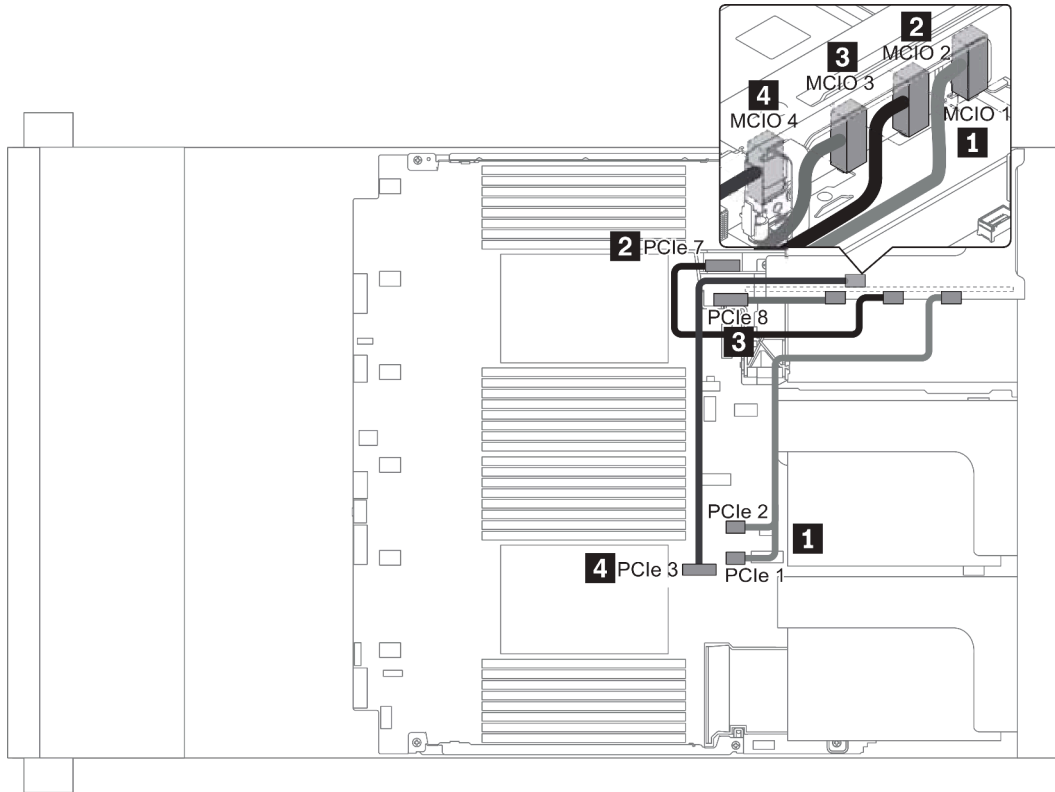 2
MCIO 2
3
MCIO 3
4
MCIO 4
MCIO 1
1
2 PCIe 7
PCIe 8
3
PCIe 2
1
4 PCIe 3
PCIe 1